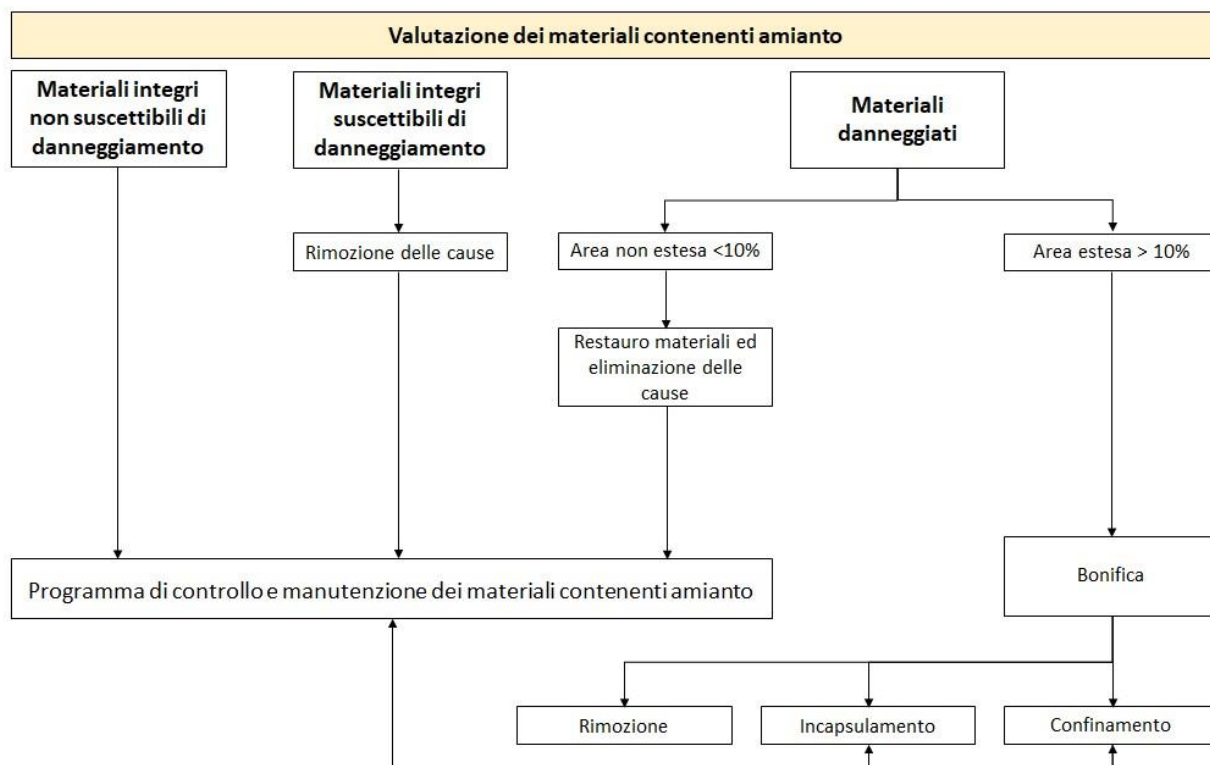 Valutazione dei materiali contenenti amianto
Materiali integri
non suscettibili di
danneggiamento
Materiali integri
suscettibili di
danneggiamento
Materiali
danneggiati
Rimozione delle cause
Area non estesa <10%
Area estesa > 10%
Restauro materiali ed
eliminazione delle
cause
Programma di controllo e manutenzione dei materiali contenenti amianto
Bonifica
Rimozione
Incapsulamento
Confinamento